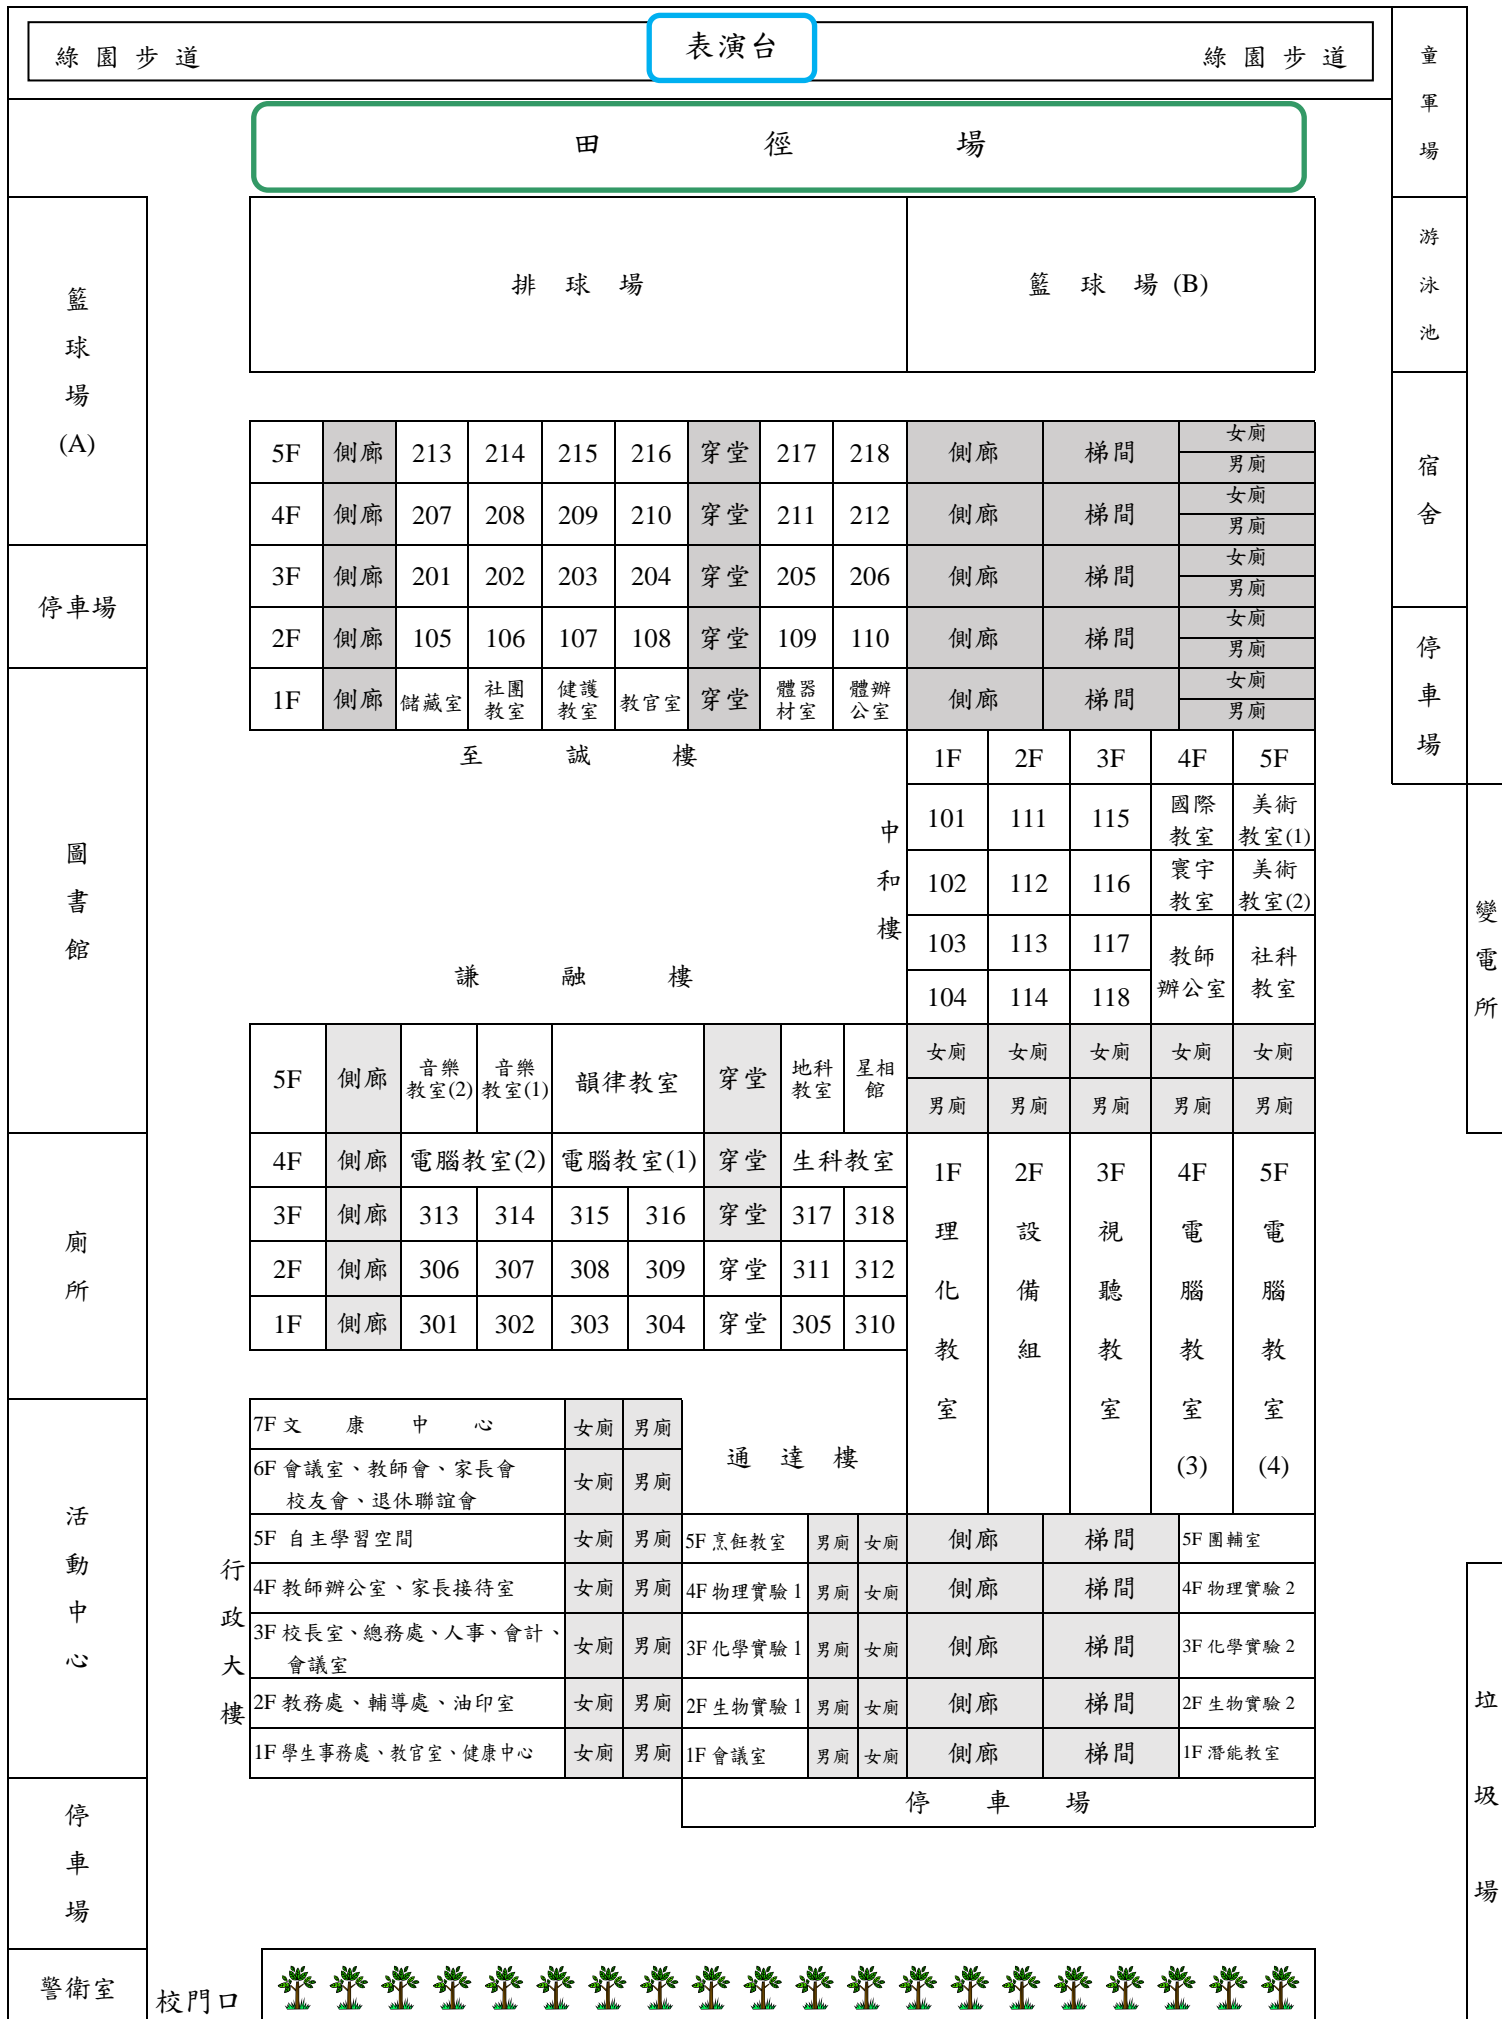 綠園步道 表演台 綠園步道
童軍場
田徑場
籃球場(A)
排球場 籃球場(B)
游泳池
5F 側廊 213 214 215 216 穿堂 217 218 側廊 梯間 女廁 男廁
4F 側廊 207 208 209 210 穿堂 211 212 側廊 梯間 女廁 男廁
3F 側廊 201 202 203 204 穿堂 205 206 側廊 梯間 女廁 男廁
2F 側廊 105 106 107 108 穿堂 109 110 側廊 梯間 女廁 男廁
1F 側廊 儲藏室 社團教室 健護教室 教官室 穿堂 體器材室 體辦公室 側廊 梯間 女廁 男廁
宿舍
停車場
停車場
至誠樓
圖書館
中和樓
1F 2F 3F 4F 5F
101 111 115 國際教室 美術教室(1)
102 112 116 寰宇教室 美術教室(2)
103 113 117 教師辦公室 社科教室
104 114 118
女廁 女廁 女廁 女廁 女廁
男廁 男廁 男廁 男廁 男廁
變電所
謙融樓
5F 側廊 音樂教室(2) 音樂教室(1) 韻律教室 穿堂 地科教室 星相館
4F 側廊 電腦教室(2) 電腦教室(1) 穿堂 生科教室
3F 側廊 313 314 315 316 穿堂 317 318
2F 側廊 306 307 308 309 穿堂 311 312
1F 側廊 301 302 303 304 穿堂 305 310
1F 理化教室
2F 設備組
3F 視聽教室
4F 電腦教室(3)
5F 電腦教室(4)
廁所
活動中心
通達樓
行政大樓
7F 文康中心 女廁 男廁
6F 會議室、教師會、家長會
校友會、退休聯誼會 女廁 男廁
5F 自主學習空間 女廁 男廁 5F 烹飪教室 男廁 女廁 側廊 梯間 5F 團輔室
4F 教師辦公室、家長接待室 女廁 男廁 4F 物理實驗 1 男廁 女廁 側廊 梯間 4F 物理實驗 2
3F 校長室、總務處、人事、會計、
會議室 女廁 男廁 3F 化學實驗 1 男廁 女廁 側廊 梯間 3F 化學實驗 2
2F 教務處、輔導處、油印室 女廁 男廁 2F 生物實驗 1 男廁 女廁 側廊 梯間 2F 生物實驗 2
1F 學生事務處、教官室、健康中心 女廁 男廁 1F 會議室 男廁 女廁 側廊 梯間 1F 潛能教室
停車場
停車場
垃圾場
警衛室 校門口